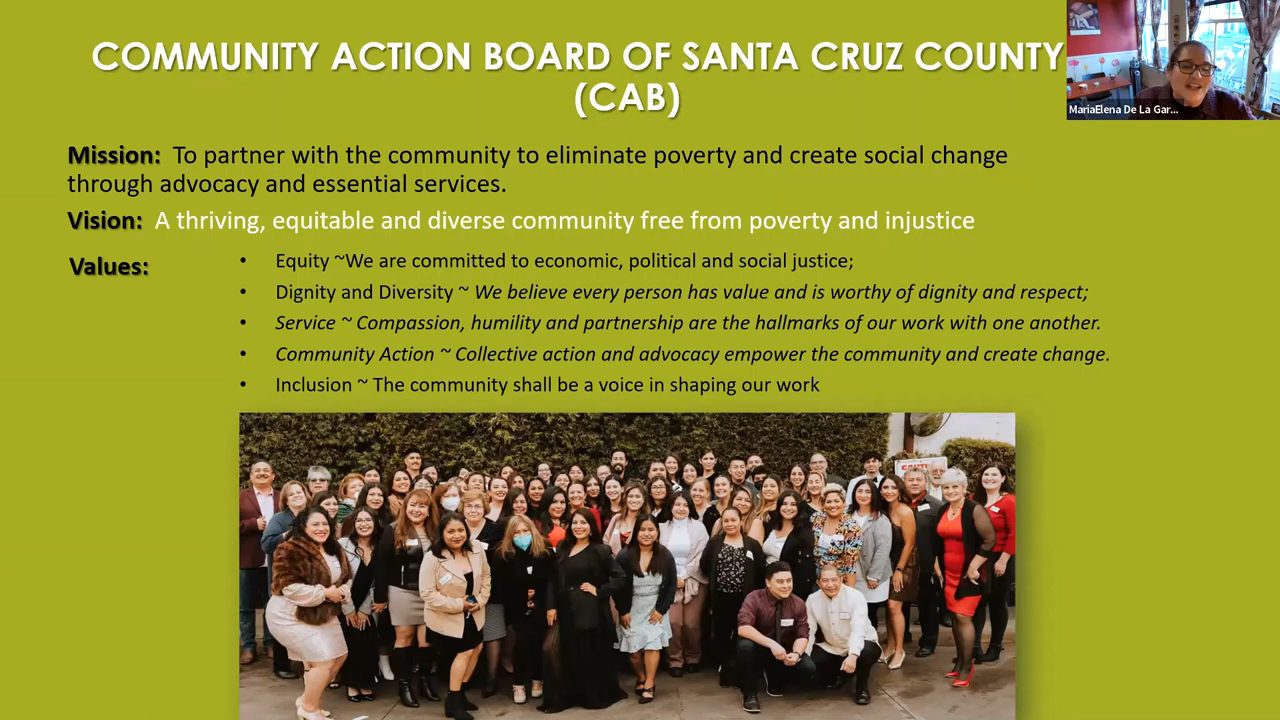 COMMUNITY ACTION BOARD OF SANTA CRUZ COUNTY
(CAB)
MariaElena De La Gar...
Mission: To partner with the community to eliminate poverty and create social change
through advocacy and essential services.
Vision: A thriving, equitable and diverse community free from poverty and injustice
Values:
• Equity ~We are committed to economic, political and social justice;
• Dignity and Diversity ~ We believe every person has value and is worthy of dignity and respect;
• Service ~ Compassion, humility and partnership are the hallmarks of our work with one another.
• Community Action ~ Collective action and advocacy empower the community and create change.
• Inclusion ~ The community shall be a voice in shaping our work